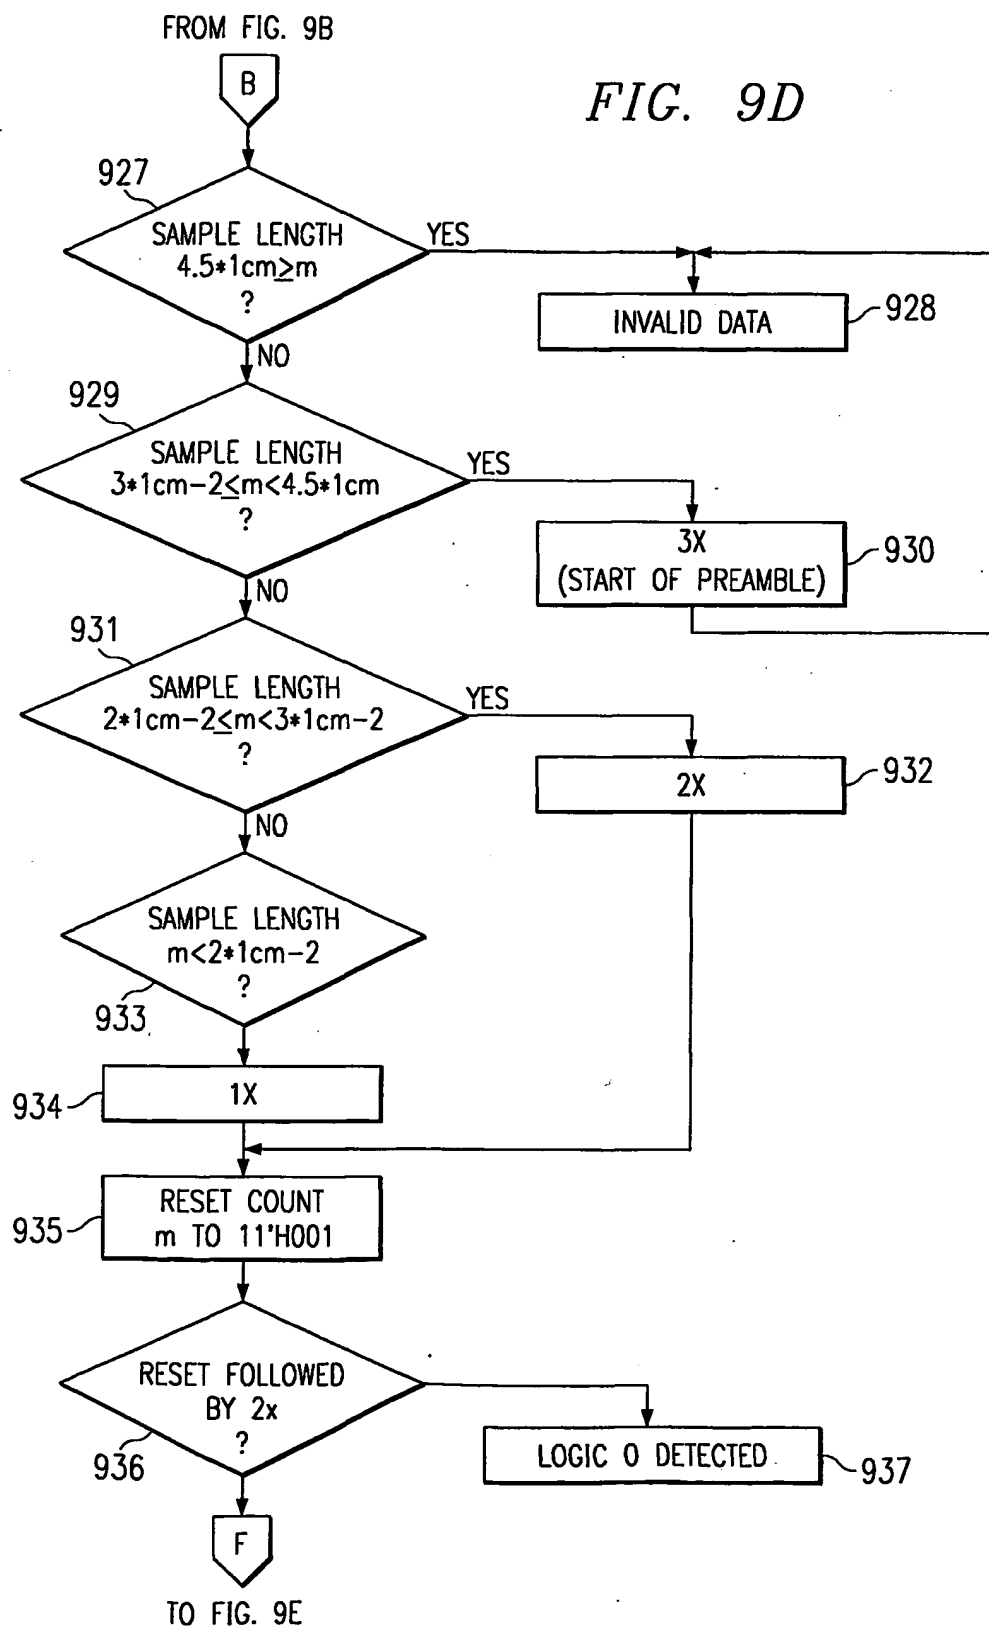 FROM FIG. 9B
B
FIG. 9D
927
SAMPLE LENGTH
4.5*1cm≥m
?
YES
INVALID DATA
928
NO
929
SAMPLE LENGTH
3*1cm-2≤m<4.5*1cm
?
YES
3X
(START OF PREAMBLE)
930
NO
931
SAMPLE LENGTH
2*1cm-2≤m<3*1cm-2
?
YES
2X
932
NO
SAMPLE LENGTH
m<2*1cm-2
?
933
934
1X
935
RESET COUNT
m TO 11'H001
RESET FOLLOWED
BY 2x
?
936
LOGIC 0 DETECTED
937
F
TO FIG. 9E